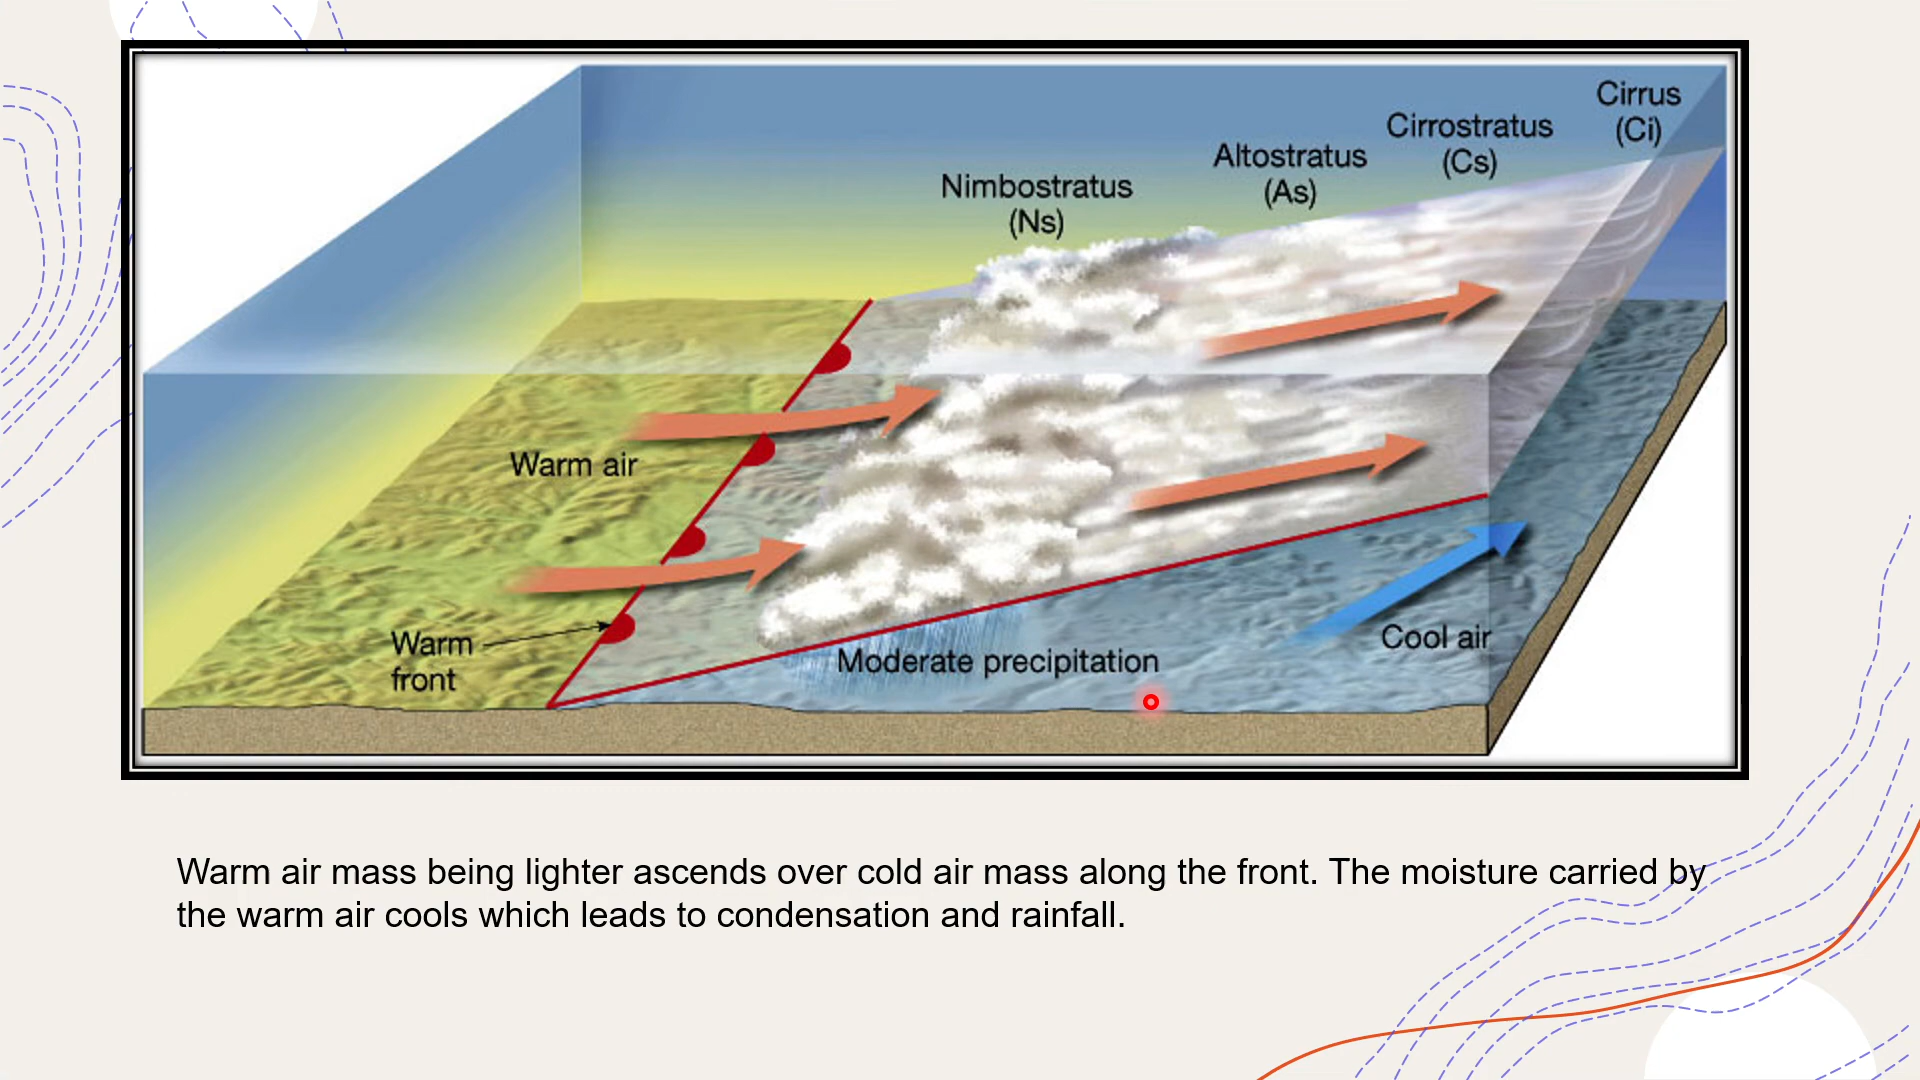 Cirrus
(Ci)
Cirrostratus
(Cs)
Altostratus
(As)
Nimbostratus
(Ns)
Warm air
Warm
front
Moderate precipitation
Cool air
Warm air mass being lighter ascends over cold air mass along the front. The moisture carried by
the warm air cools which leads to condensation and rainfall.